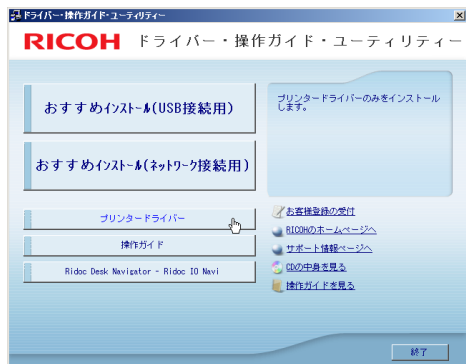 ドライバー・操作ガイド・ユーティリティー
RICOH ドライバー・操作ガイド・ユーティリティー
おすすめインストール(USB接続用)
プリンタードライバーのみをインストール
します。
おすすめインストール(ネットワーク接続用)
プリンタードライバー
操作ガイド
Ridoc Desk Navigator - Ridoc IO Navi
お客様登録の受付
RICOHのホームページへ
サポート情報ページへ
CDの中身を見る
操作ガイドを見る
終了